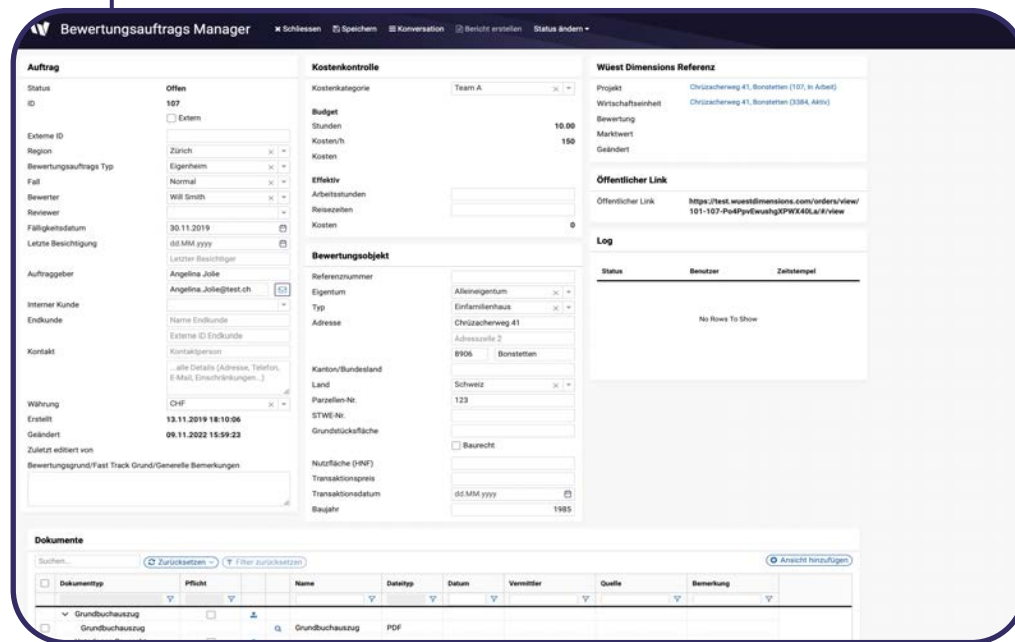 Bewertungsauftrags Manager
Schliessen Speichern Konversation Bericht erstellen Status ändern
Auftrag
Status Offen
ID 107
Extern
Externe ID
Region Zürich
Bewertungsauftrags Typ Eigenheim
Fall Normal
Bewerter Will Smith
Reviewer
Fälligkeitsdatum 30.11.2019
Letzte Besichtigung dd.MM.yyyy
Letzter Besichtiger
Auftraggeber Angelina Jolie
Angelina.Jolie@test.ch
Interner Kunde
Endkunde Name Endkunde
Externe ID Endkunde
Kontakt Kontaktperson
...alle Details (Adresse, Telefon,
E-Mail, Einschränkungen...)
Währung CHF
Erstellt 13.11.2019 18:10:06
Geändert 09.11.2022 15:59:23
Zuletzt editiert von
Bewertungsgrund/Fast Track Grund/Generelle Bemerkungen
Kostenkontrolle
Kostenkategorie Team A
Budget
Stunden 10.00
Kosten/h 150
Kosten
Effektiv
Arbeitsstunden
Reisezeiten
Kosten 0
Bewertungsobjekt
Referenznummer
Eigentum Alleineigentum
Typ Einfamilienhaus
Adresse Chrüzacherweg 41
Adresszeile 2
8906 Bonstetten
Kanton/Bundesland
Land Schweiz
Parzellen-Nr. 123
STWE-Nr.
Grundstücksfläche
Baurecht
Nutzfläche (HNF)
Transaktionspreis
Transaktionsdatum dd.MM.yyyy
Baujahr 1985
Wüest Dimensions Referenz
Projekt Chrüzacherweg 41, Bonstetten (107, In Arbeit)
Wirtschaftseinheit Chrüzacherweg 41, Bonstetten (3384, Aktiv)
Bewertung
Marktwert
Geändert
Öffentlicher Link
Öffentlicher Link https://test.wuestdimensions.com/orders/view/
101-107-Po4PpvEwushgXPWX40La/#/view
Log
Status Benutzer Zeitstempel
No Rows To Show
Dokumente
Suchen... Zurücksetzen Filter zurücksetzen Ansicht hinzufügen
Dokumenttyp Pflicht Name Dateityp Datum Vermittler Quelle Bemerkung
Grundbuchauszug
Grundbuchauszug Grundbuchauszug PDF